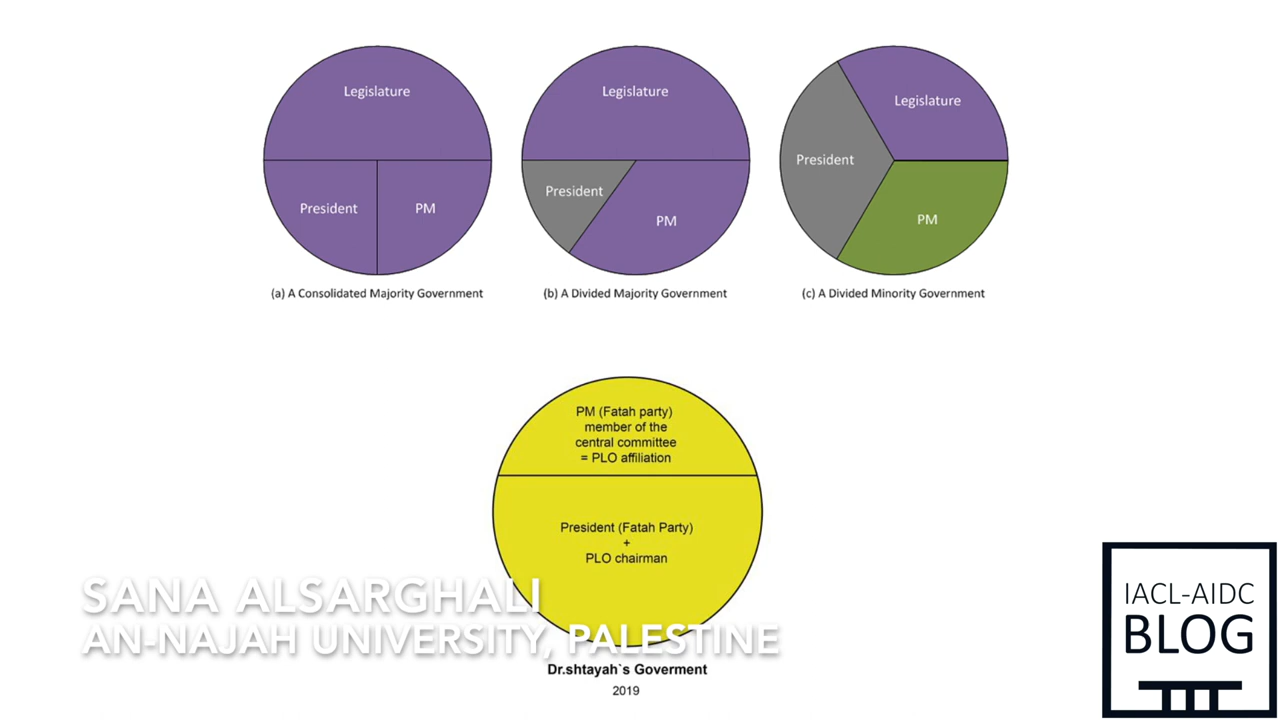 Legislature
President
PM
(a) A Consolidated Majority Government
Legislature
President
PM
(b) A Divided Majority Government
Legislature
President
PM
(c) A Divided Minority Government
PM (Fatah party)
member of the
central committee
= PLO affiliation
President (Fatah Party)
+
PLO chairman
SANA ALSARGHALI
AN-NAJAH UNIVERSITY, PALESTINE
Dr.shtayah`s Goverment
2019
IACL-AIDC
BLOG